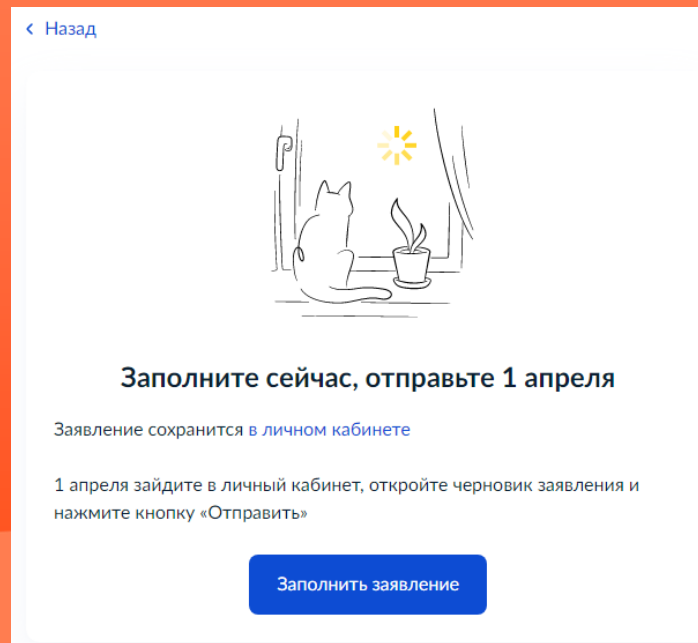 Назад
Заполните сейчас, отправьте 1 апреля
Заявление сохранится в личном кабинете
1 апреля зайдите в личный кабинет, откройте черновик заявления и
нажмите кнопку «Отправить»
Заполнить заявление